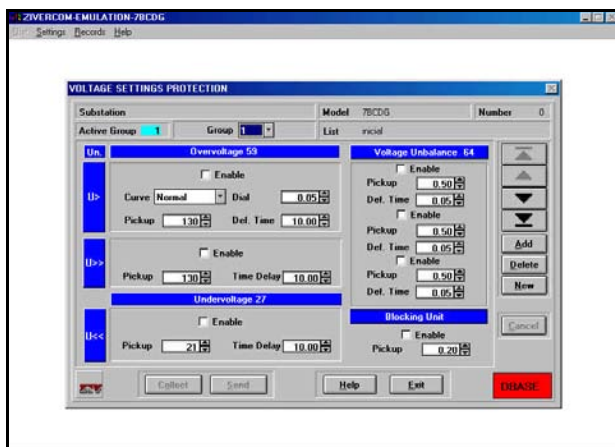 ZIVERCOM-EMULATION-7BCDG
Settings Records Help
VOLTAGE SETTINGS PROTECTION
Substation Model 7BCDG Number 0
Active Group 1 Group 1 List inicial
Un. Overvoltage 59 Voltage Unbalance 64
U> Enable
Curve Normal Dial 0.05
Pickup 130 Def. Time 10.00
U>> Enable
Pickup 130 Time Delay 10.00
Undervoltage 27
U<< Enable
Pickup 21 Time Delay 10.00
Enable
Pickup 0.50
Def. Time 0.05
Enable
Pickup 0.50
Def. Time 0.05
Enable
Pickup 0.50
Def. Time 0.05
Blocking Unit
Enable
Pickup 0.20
Add
Delete
New
Cancel
Collect Send Help Exit DBASE